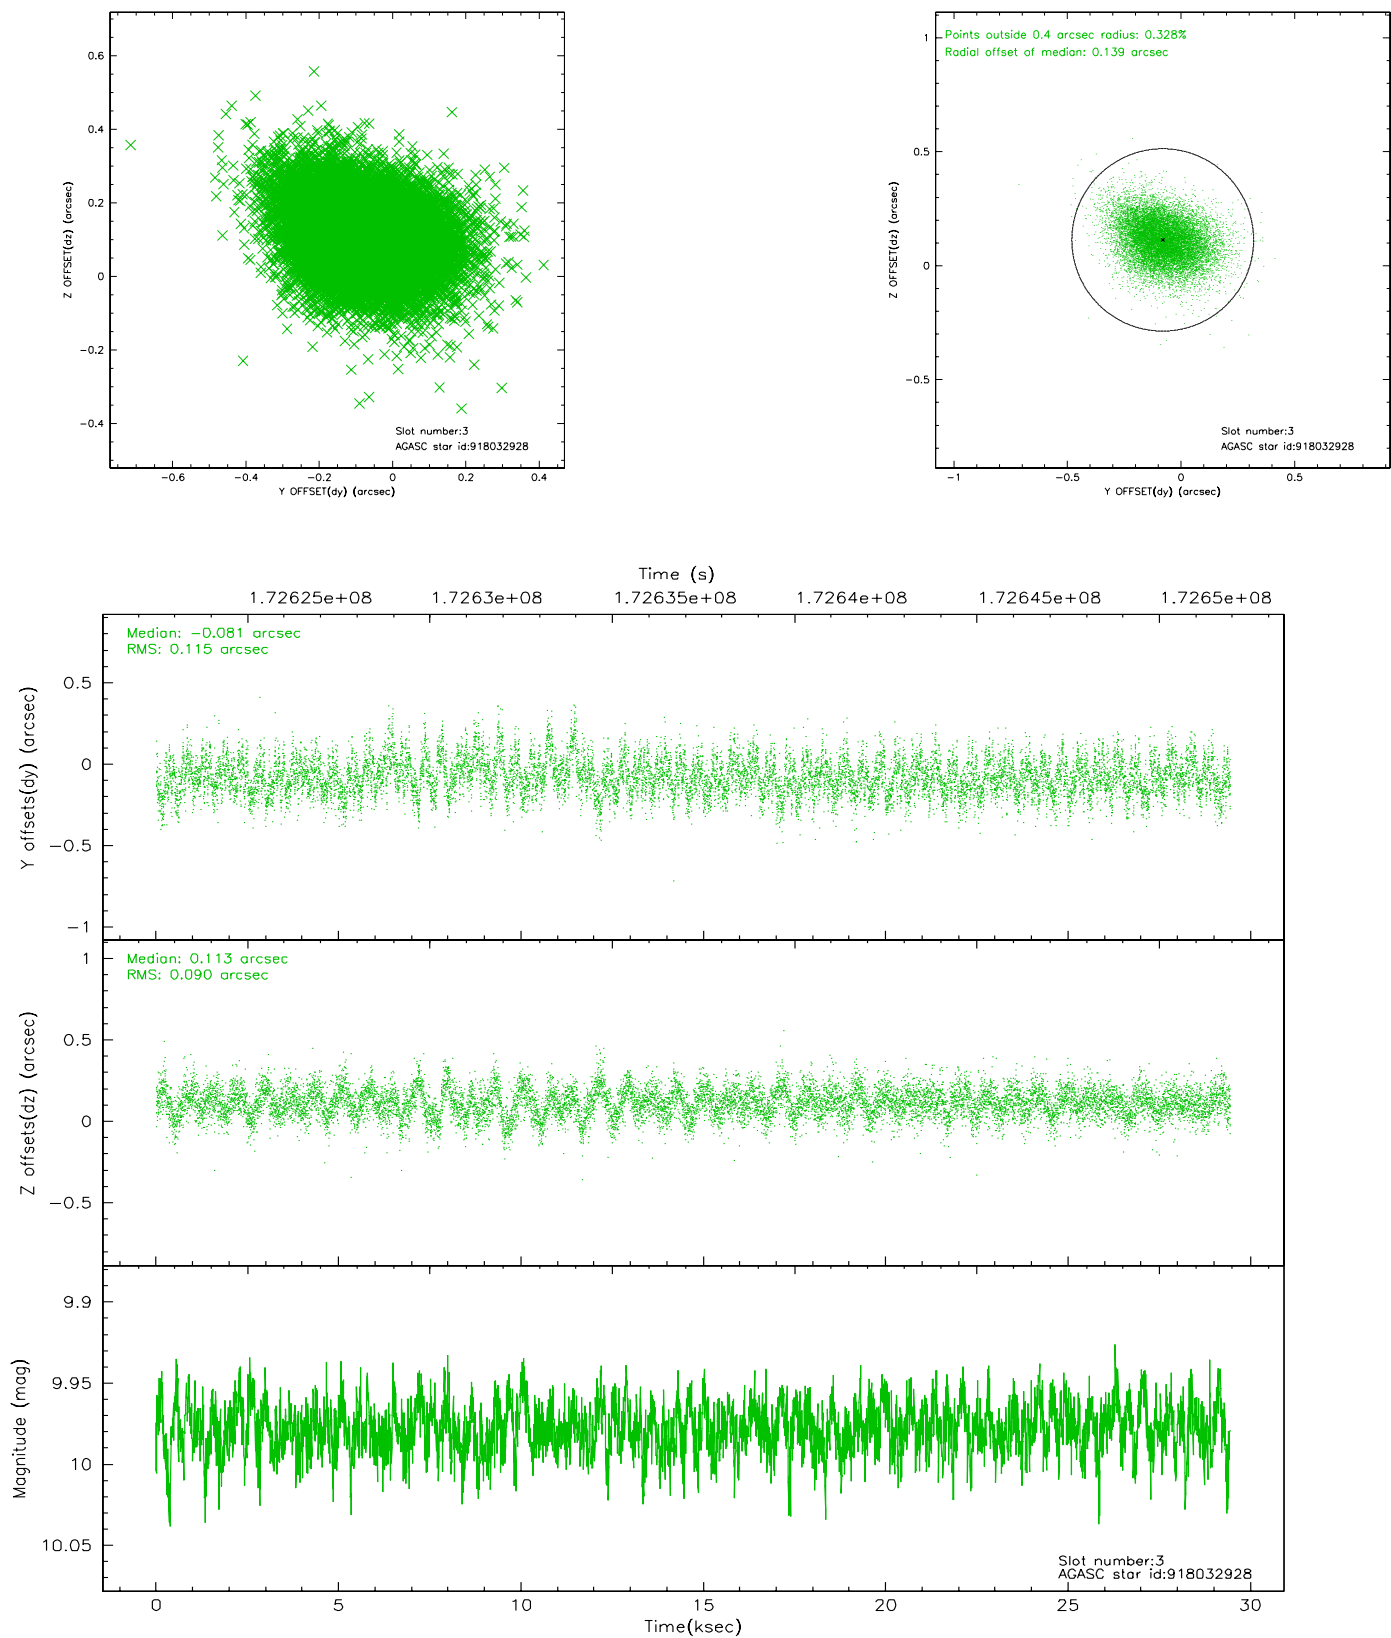 0.6
0.4
0.2
0
−0.2
−0.4
Z OFFSET(dz) (arcsec)
Slot number:3
AGASC star id:918032928
−0.6
−0.4
−0.2
0
0.2
0.4
Y OFFSET(dy) (arcsec)
Points outside 0.4 arcsec radius: 0.328%
Radial offset of median: 0.139 arcsec
1
0.5
0
−0.5
Z OFFSET(dz) (arcsec)
Slot number:3
AGASC star id:918032928
−1
−0.5
0
0.5
Y OFFSET(dy) (arcsec)
Time (s)
1.72625e+08
1.7263e+08
1.72635e+08
1.7264e+08
1.72645e+08
1.7265e+08
Median: −0.081 arcsec
RMS: 0.115 arcsec
0.5
0
−0.5
−1
Y offsets(dy) (arcsec)
Median: 0.113 arcsec
RMS: 0.090 arcsec
1
0.5
0
−0.5
Z offsets(dz) (arcsec)
9.9
9.95
10
10.05
Magnitude (mag)
Slot number:3
AGASC star id:918032928
0
5
10
15
20
25
30
Time(ksec)